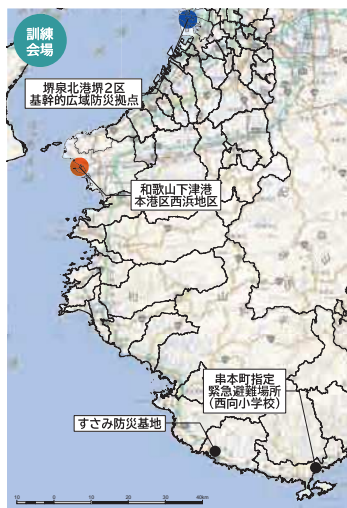 訓練
会場
堺泉北港堺2区
基幹的広域防災拠点
和歌山下津港
本港区西浜地区
串本町指定
緊急避難場所
（西向小学校）
すさみ防災基地
10 0 10 20 30 40km